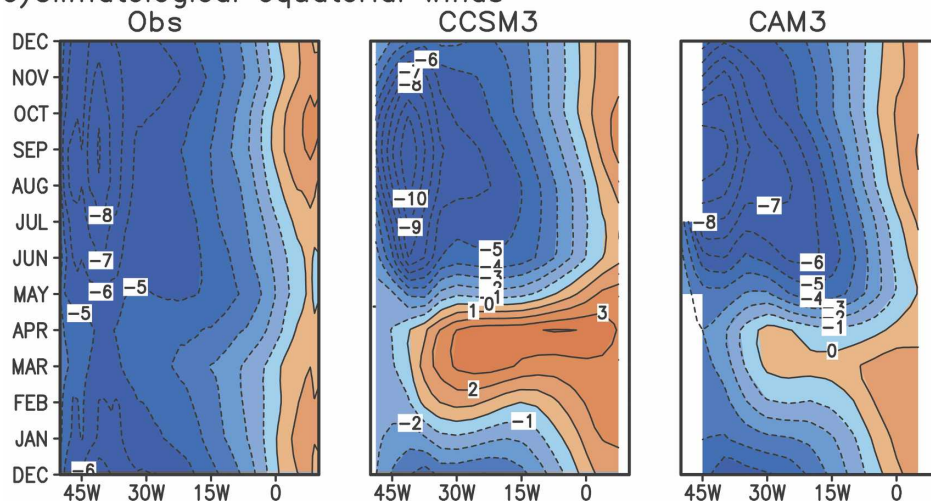 climatological equatorial winds
Obs CCSM3 CAM3
DEC
NOV
OCT
SEP
AUG
JUL
JUN
MAY
APR
MAR
FEB
JAN
DEC
-8
-7
-6 -5
-5
-6
-6
-7
-8
-10
-9
-5
-4
-3
-2
-1
0
1
3
2
-2 -1
-7
-8
-6
-5
-4
-3
-2
-1
0
45W 30W 15W 0 45W 30W 15W 0 45W 30W 15W 0